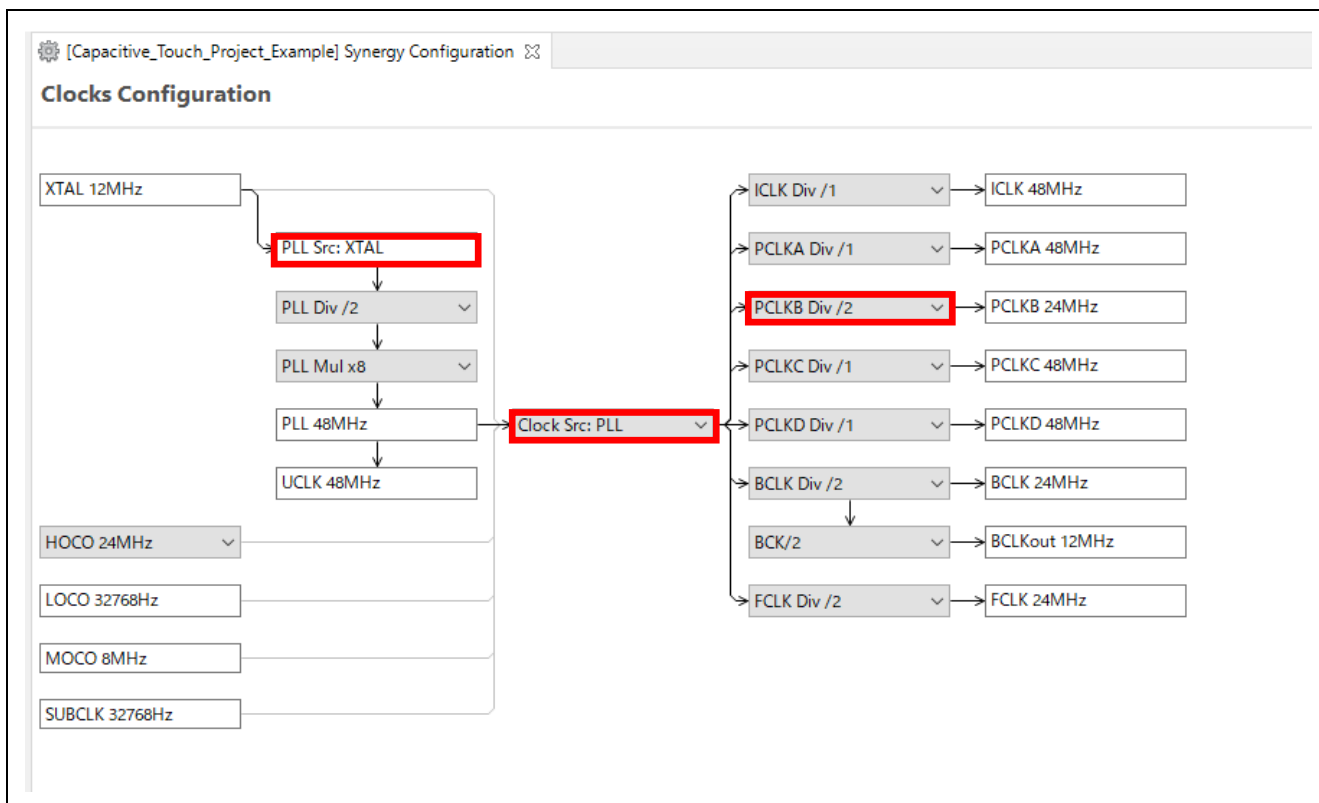 [Capacitive_Touch_Project_Example] Synergy Configuration
Clocks Configuration
XTAL 12MHz
PLL Src: XTAL
PLL Div /2
PLL Mul x8
PLL 48MHz
UCLK 48MHz
HOCO 24MHz
LOCO 32768Hz
MOCO 8MHz
SUBCLK 32768Hz
Clock Src: PLL
ICLK Div /1
ICLK 48MHz
PCLKA Div /1
PCLKA 48MHz
PCLKB Div /2
PCLKB 24MHz
PCLKC Div /1
PCLKC 48MHz
PCLKD Div /1
PCLKD 48MHz
BCLK Div /2
BCLK 24MHz
BCK/2
BCLKout 12MHz
FCLK Div /2
FCLK 24MHz